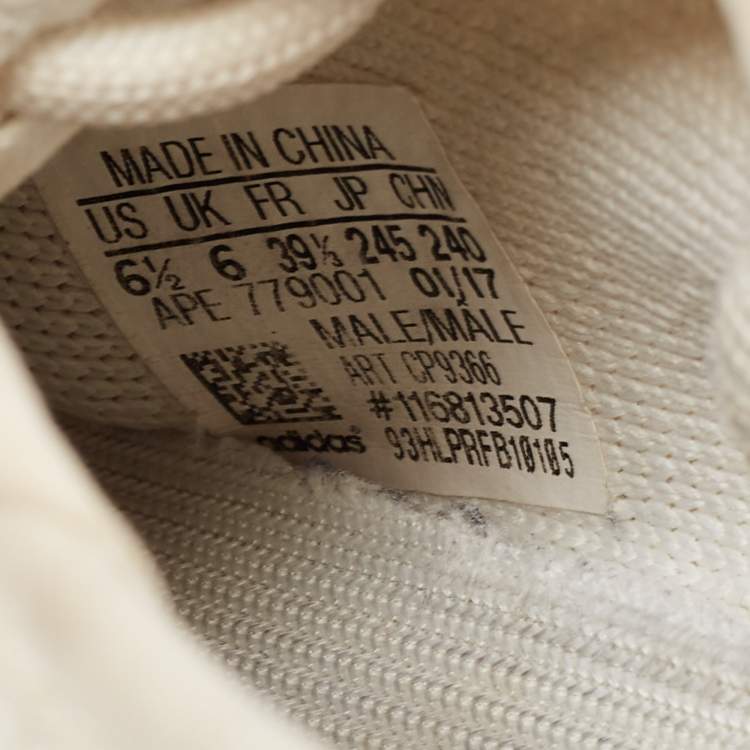 MADE IN CHINA
US UK FR JP CHN
6½ 6 39⅓ 245 240
APE 779001 01/17
MALE/MÂLE
ART CP9366
#116813507
adidas® 93HLPRFB10105